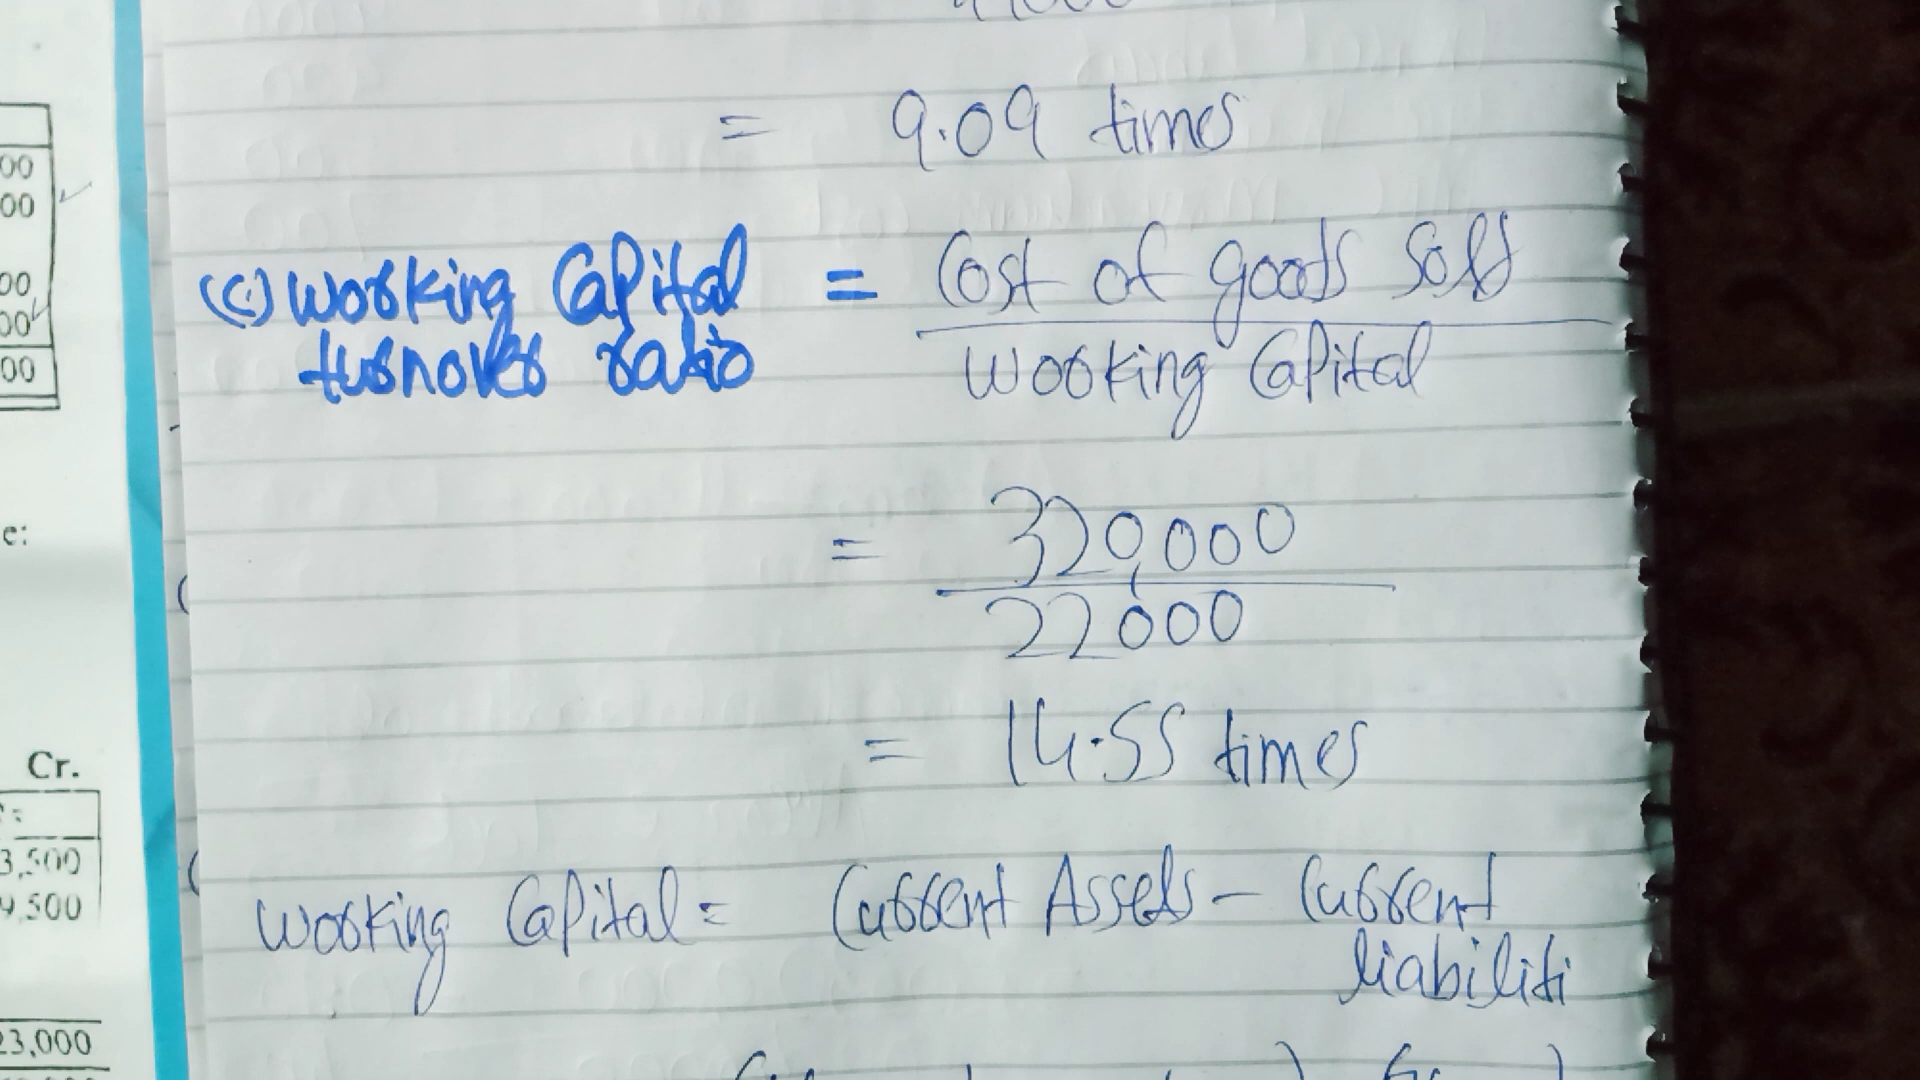 = 9.09 times
(c) Working Capital = Cost of goods Sold
turnover ratio Working Capital
= 320,000
22000
= 14.55 times
Working Capital = Current Assets - Current
liabiliti
00
00
00
00
00
e:
Cr.
3,500
9,500
23,000